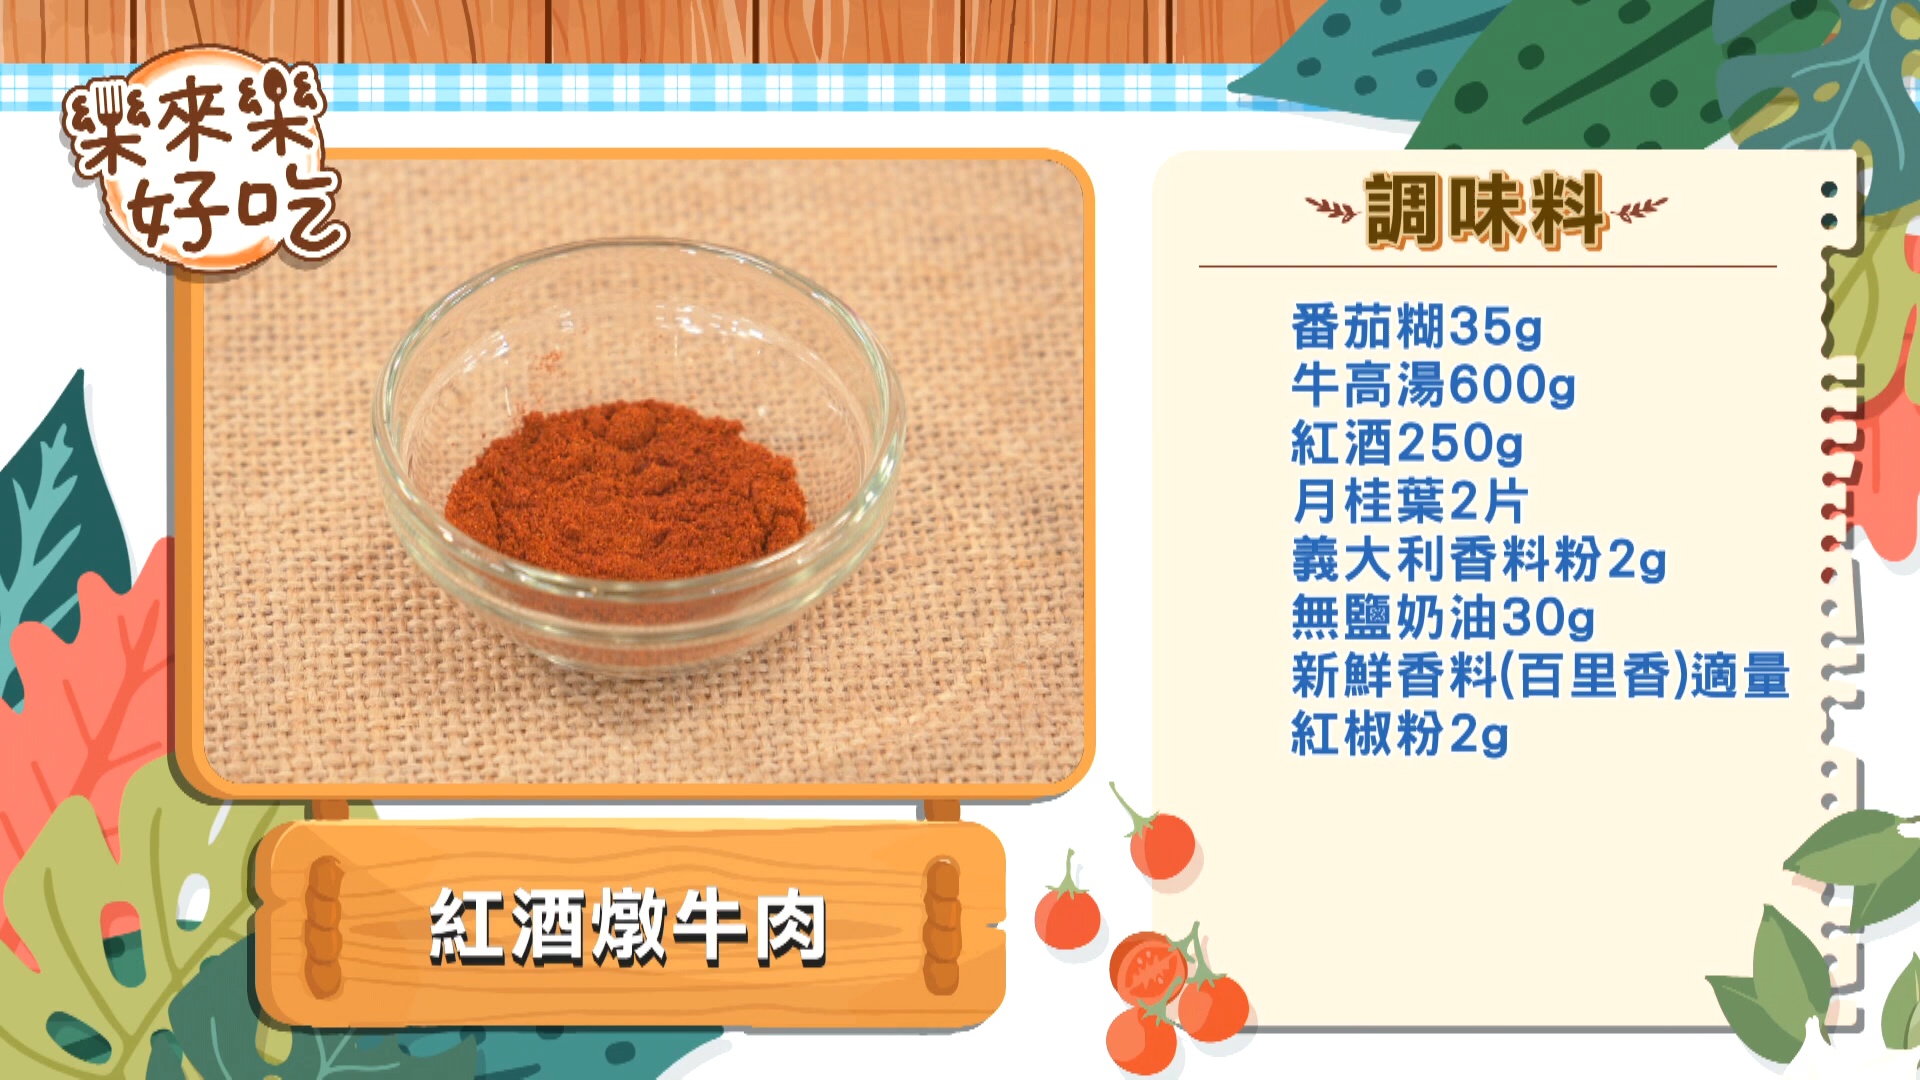 樂來樂
好吃
調味料
番茄糊35g
牛高湯600g
紅酒250g
月桂葉2片
義大利香料粉2g
無鹽奶油30g
新鮮香料(百里香)適量
紅椒粉2g
紅酒燉牛肉